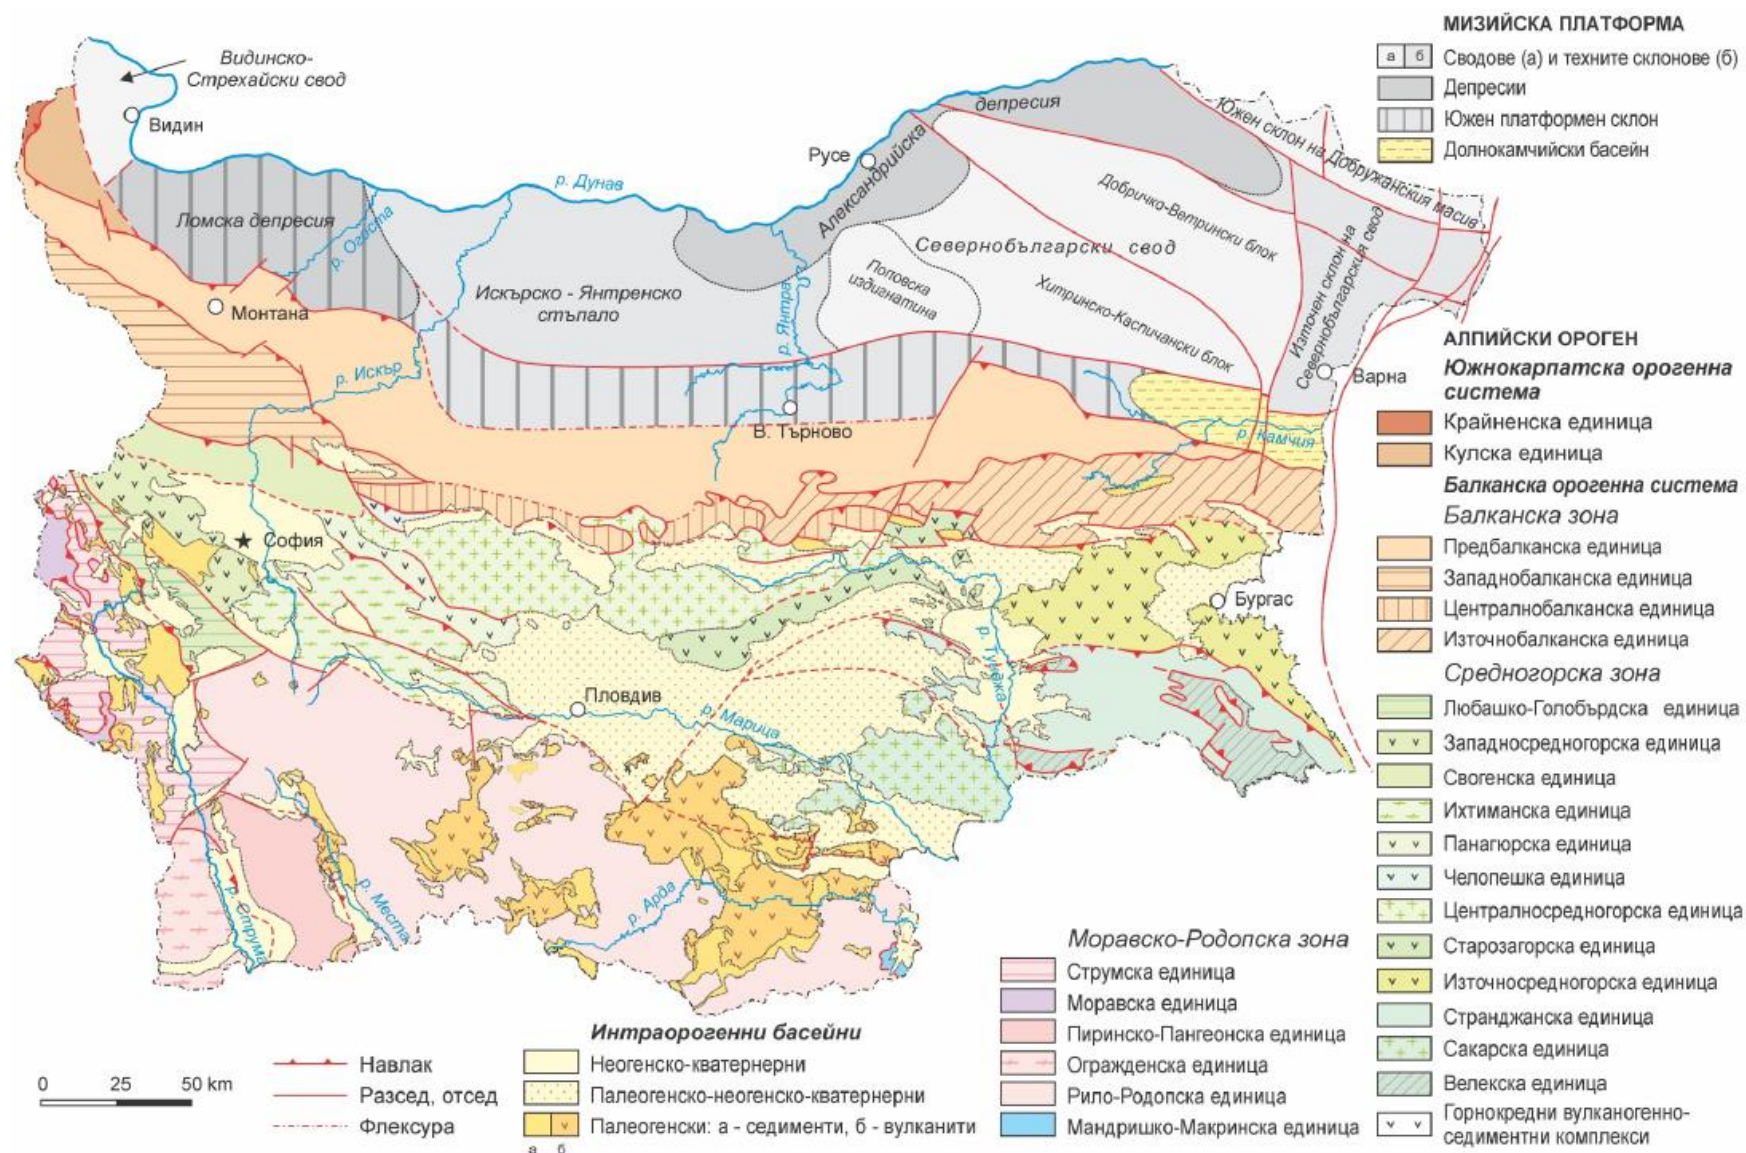 Видинско-
Стрехайски свод
Видин
Ломска депресия
р. Огоста
Монтана
р. Искър
р. Дунав
Искърско - Янтренско
стъпало
Русе
Александрийска
депресия
р. Янтра
В. Търново
Поповска
издигнатина
Севернобългарски свод
Добричко-Ветрински блок
Хитринско-Каспичански блок
Южен склон на Добружанския масив
Източен склон на
Севернобългарския свод
Варна
р. Камчия
София
Бургас
р. Тунджа
Пловдив
р. Марица
р. Арда
р. Места
р. Струма
МИЗИЙСКА ПЛАТФОРМА
а б Сводове (а) и техните склонове (б)
Депресии
Южен платформен склон
Долнокамчийски басейн
АЛПИЙСКИ ОРОГЕН
Южнокарпатска орогенна
система
Крайненска единица
Кулска единица
Балканска орогенна система
Балканска зона
Предбалканска единица
Западнобалканска единица
Централнобалканска единица
Източнобалканска единица
Средногорска зона
Любашко-Голобърдска единица
Западносредногорска единица
Свогенска единица
Ихтиманска единица
Панагюрска единица
Челопешка единица
Централносредногорска единица
Старозагорска единица
Източносредногорска единица
Странджанска единица
Сакарска единица
Велекска единица
Горнокредни вулканогенно-
седиментни комплекси
Моравско-Родопска зона
Струмска единица
Моравска единица
Пиринско-Пангеонска единица
Огражденска единица
Рило-Родопска единица
Мандришко-Макринска единица
Интраорогенни басейни
Неогенско-кватернерни
Палеогенско-неогенско-кватернерни
Палеогенски: а - седименти, б - вулканити
а б
Навлак
Разсед, отсед
Флексура
0 25 50 km